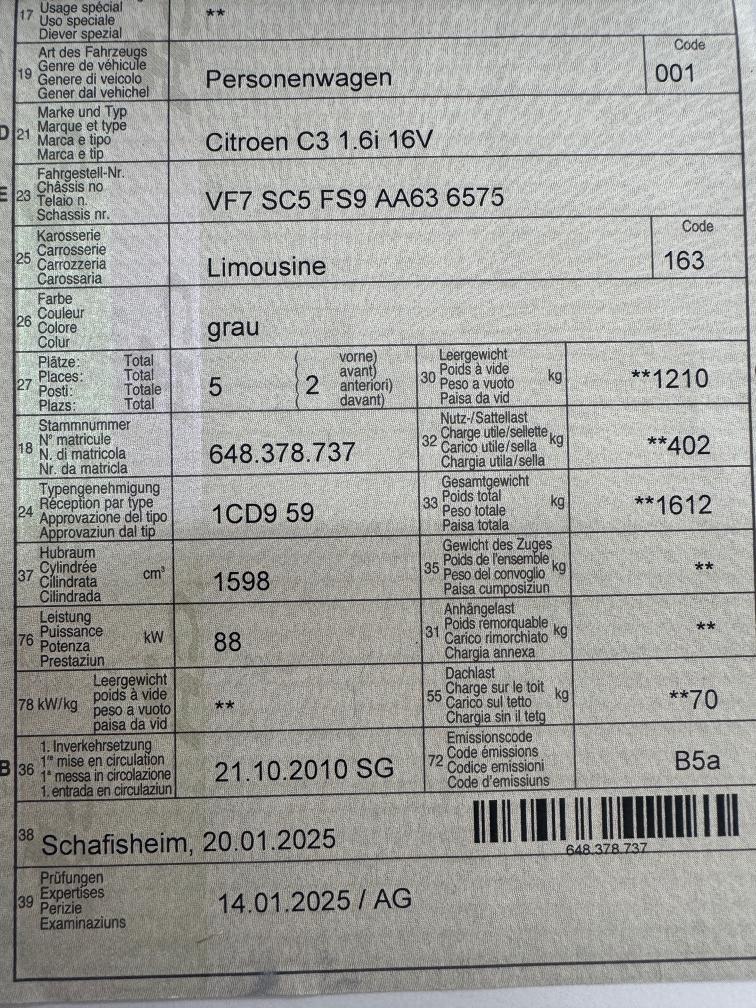 17 Usage spécial **
Uso speciale
Diever spezial
19 Art des Fahrzeugs
Genre de véhicule
Genere di veicolo
Gener dal vehichel
Personenwagen
Code
001
D 21 Marke und Typ
Marque et type
Marca e tipo
Marca e tip
Citroen C3 1.6i 16V
E 23 Fahrgestell-Nr.
Châssis no
Telaio n.
Schassis nr.
VF7 SC5 FS9 AA63 6575
25 Karosserie
Carrosserie
Carrozzeria
Carossaria
Limousine
Code
163
26 Farbe
Couleur
Colore
Colur
grau
27 Plätze: Total
Places: Total
Posti: Totale
Plazs: Total
5
( 2 vorne)
avant)
anteriori)
davant)
30 Leergewicht
Poids à vide
Peso a vuoto
Paisa da vid
kg
**1210
18 Stammnummer
N° matricule
N. di matricola
Nr. da matricla
648.378.737
32 Nutz-/Sattellast
Charge utile/sellette
Carico utile/sella
Chargia utila/sella
kg
**402
24 Typengenehmigung
Réception par type
Approvazione del tipo
Approvaziun dal tip
1CD9 59
33 Gesamtgewicht
Poids total
Peso totale
Paisa totala
kg
**1612
37 Hubraum
Cylindrée
Cilindrata
Cilindrada
cm³
1598
35 Gewicht des Zuges
Poids de l'ensemble
Peso del convoglio
Paisa cumposiziun
kg
**
76 Leistung
Puissance
Potenza
Prestaziun
kW
88
31 Anhängelast
Poids remorquable
Carico rimorchiato
Chargia annexa
kg
**
78 kW/kg Leergewicht
poids à vide
peso a vuoto
paisa da vid
**
55 Dachlast
Charge sur le toit
Carico sul tetto
Chargia sin il tetg
kg
**70
B 36 1. Inverkehrsetzung
1re mise en circulation
1a messa in circolazione
1. entrada en circulaziun
21.10.2010 SG
72 Emissionscode
Code émissions
Codice emissioni
Code d'emissiuns
B5a
38 Schafisheim, 20.01.2025
648.378.737
39 Prüfungen
Expertises
Perizie
Examinaziuns
14.01.2025 / AG